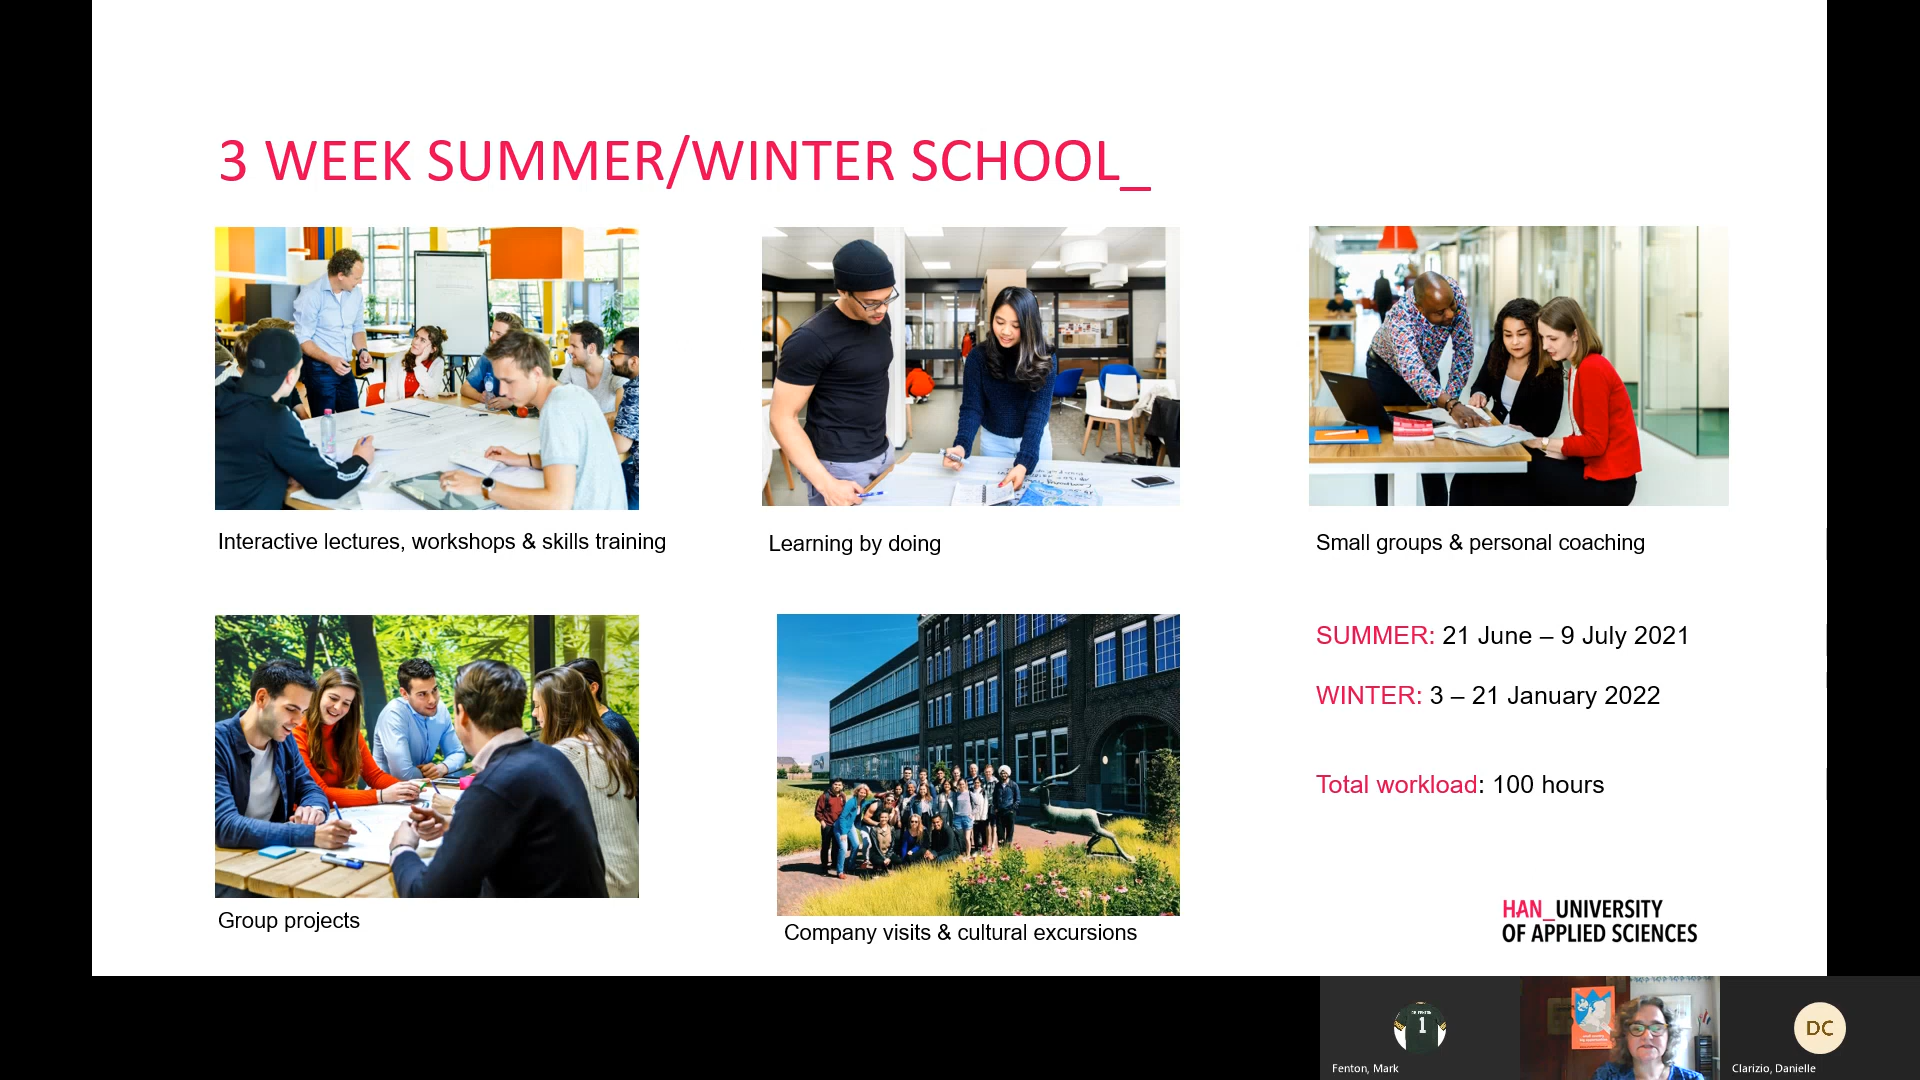 3 WEEK SUMMER/WINTER SCHOOL_
Interactive lectures, workshops & skills training
Learning by doing
Small groups & personal coaching
SUMMER: 21 June – 9 July 2021
WINTER: 3 – 21 January 2022
Total workload: 100 hours
Group projects
Company visits & cultural excursions
HAN_UNIVERSITY
OF APPLIED SCIENCES
1
Fenton, Mark
DC
Clarizio, Danielle